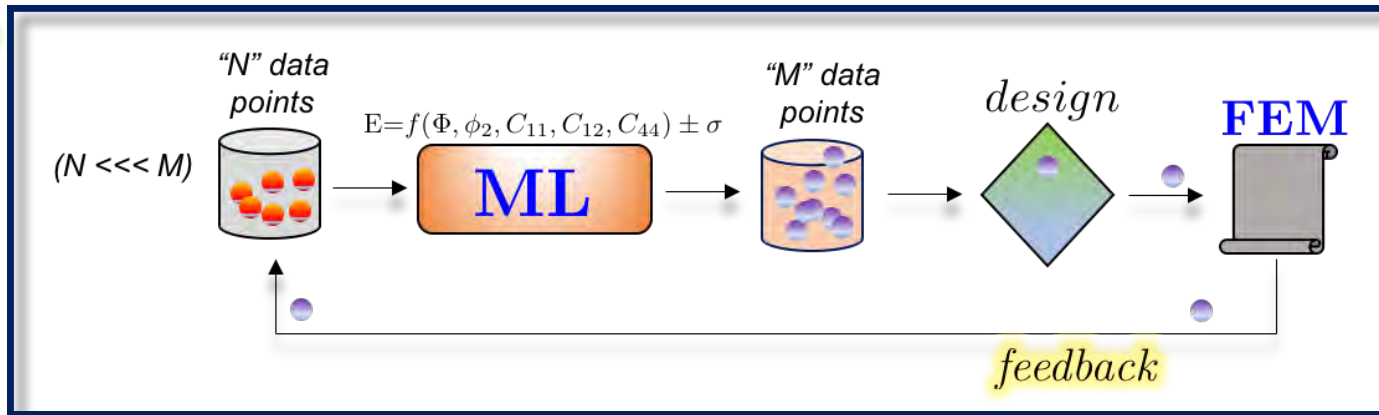 “N” data
points
(N <<< M)
E=f(Φ, ϕ₂, C₁₁, C₁₂, C₄₄) ± σ
ML
“M” data
points
design
FEM
feedback